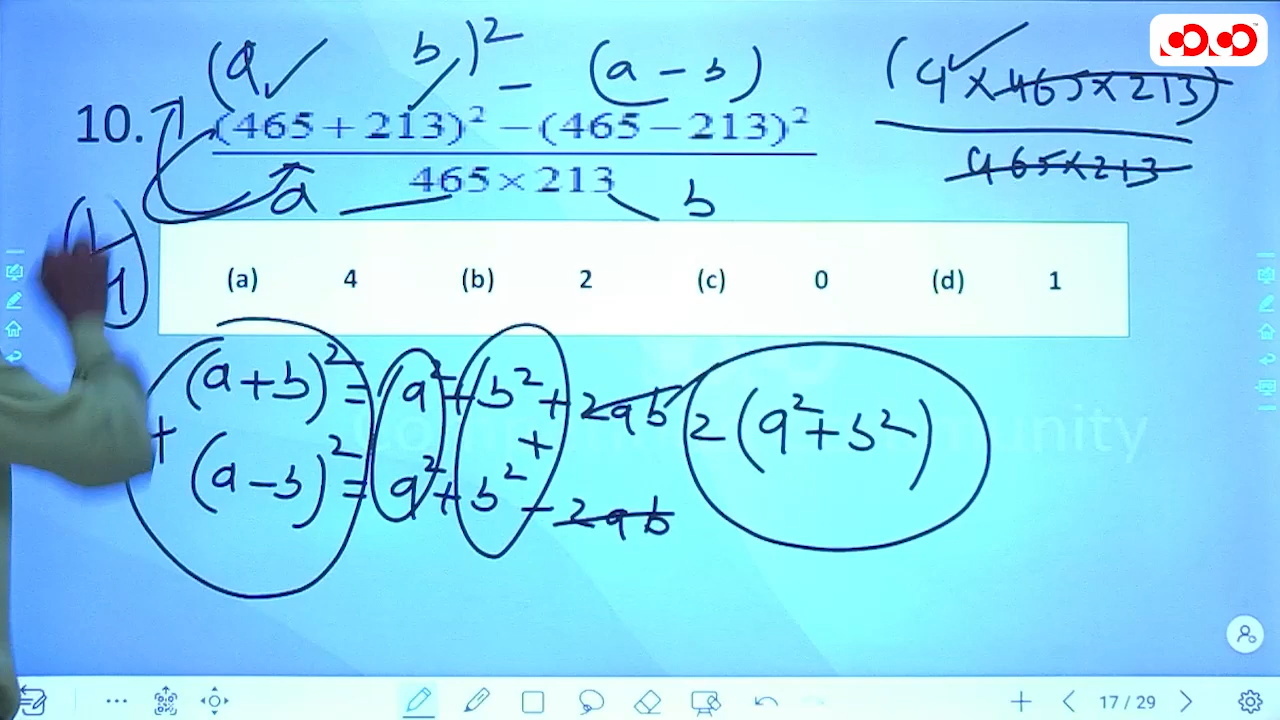 (a b)² – (a – b)
(4 × 465 × 213)
10. (465 + 213)² – (465 – 213)²
465 × 213
465 × 213
a b
(a) 4 (b) 2 (c) 0 (d) 1
(a + b)² = a² + b² + 2ab
2 (a² + b²)
+ +
(a – b)² = a² + b² – 2ab
17 / 29